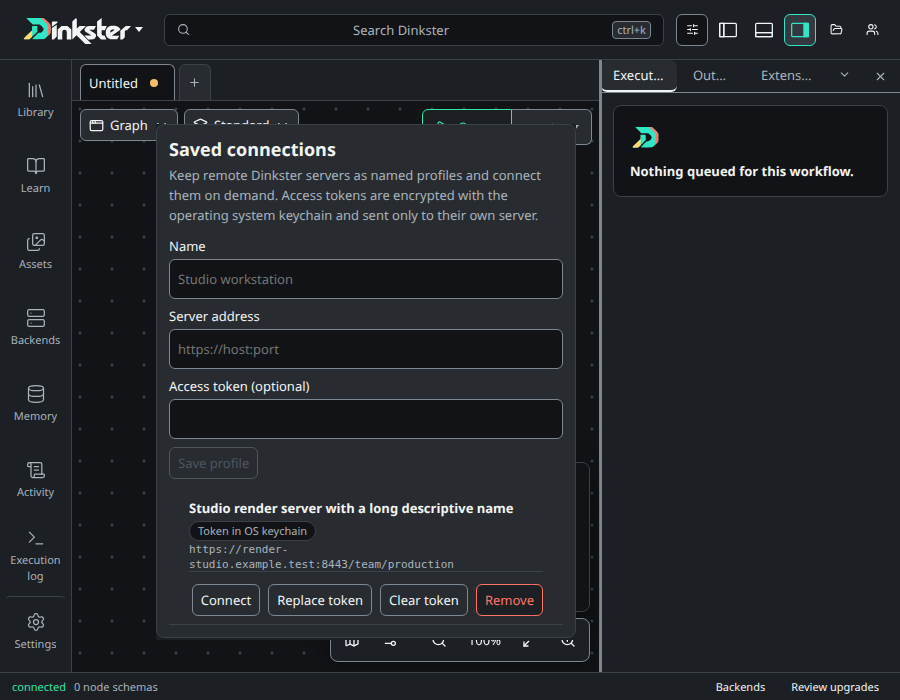 Dinkster
Search Dinkster
ctrl+k
Library
Learn
Assets
Backends
Memory
Activity
Execution
log
Settings
Untitled
+
Graph
Standard
Saved connections
Keep remote Dinkster servers as named profiles and connect
them on demand. Access tokens are encrypted with the
operating system keychain and sent only to their own server.
Name
Studio workstation
Server address
https://host:port
Access token (optional)
Save profile
Studio render server with a long descriptive name
Token in OS keychain
https://render-
studio.example.test:8443/team/production
Connect
Replace token
Clear token
Remove
100%
Execut...
Out...
Extens...
Nothing queued for this workflow.
connected
0 node schemas
Backends
Review upgrades